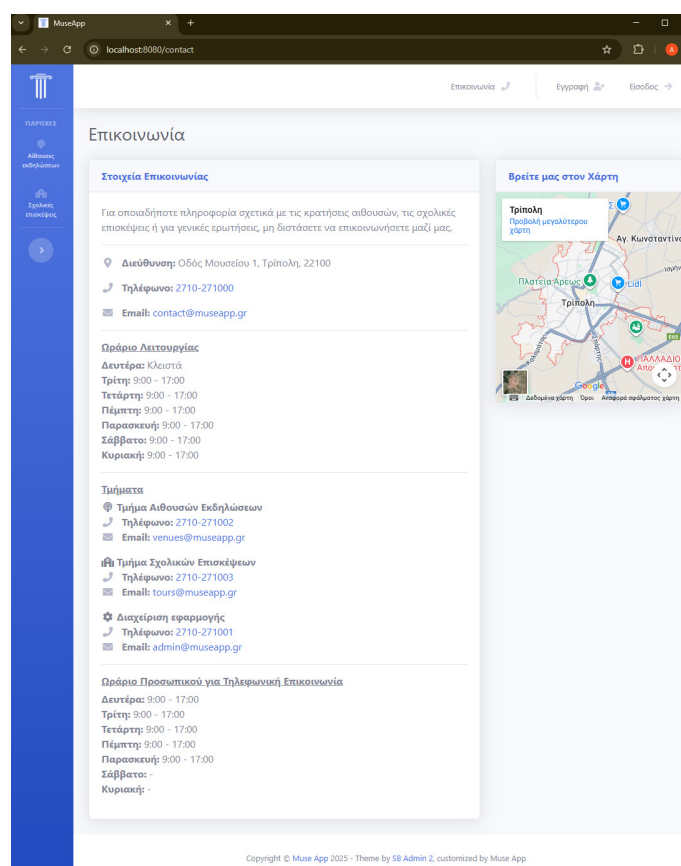 MuseApp
localhost:8080/contact
Επικοινωνία
Εγγραφή
Είσοδος
ΠΑΡΟΧΕΣ
Αίθουσες
εκδηλώσεων
Σχολικές
επισκέψεις
Επικοινωνία
Στοιχεία Επικοινωνίας
Για οποιαδήποτε πληροφορία σχετικά με τις κρατήσεις αιθουσών, τις σχολικές
επισκέψεις ή για γενικές ερωτήσεις, μη διστάσετε να επικοινωνήσετε μαζί μας.
Διεύθυνση: Οδός Μουσείου 1, Τρίπολη, 22100
Τηλέφωνο: 2710-271000
Email: contact@museapp.gr
Ωράριο Λειτουργίας
Δευτέρα: Κλειστά
Τρίτη: 9:00 - 17:00
Τετάρτη: 9:00 - 17:00
Πέμπτη: 9:00 - 17:00
Παρασκευή: 9:00 - 17:00
Σάββατο: 9:00 - 17:00
Κυριακή: 9:00 - 17:00
Τμήματα
Τμήμα Αιθουσών Εκδηλώσεων
Τηλέφωνο: 2710-271002
Email: venues@museapp.gr
Τμήμα Σχολικών Επισκέψεων
Τηλέφωνο: 2710-271003
Email: tours@museapp.gr
Διαχείριση εφαρμογής
Τηλέφωνο: 2710-271001
Email: admin@museapp.gr
Ωράριο Προσωπικού για Τηλεφωνική Επικοινωνία
Δευτέρα: 9:00 - 17:00
Τρίτη: 9:00 - 17:00
Τετάρτη: 9:00 - 17:00
Πέμπτη: 9:00 - 17:00
Παρασκευή: 9:00 - 17:00
Σάββατο: -
Κυριακή: -
Βρείτε μας στον Χάρτη
Τρίπολη
Προβολή μεγαλύτερου
χάρτη
Αγ. Κωνσταντίνο
Πλατεία Άρεως
Lidl
Τρίπολη
Σπάρτης
Καλαμάτας
E65
Google
Δεδομένα χάρτη Όροι Αναφορά σφάλματος χάρτη
Copyright © Muse App 2025 - Theme by SB Admin 2, customized by Muse App